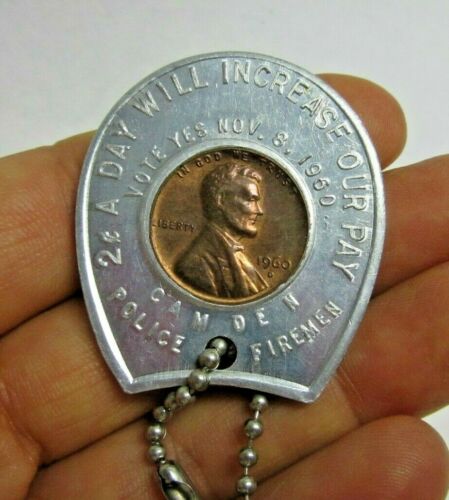 2¢ A DAY WILL INCREASE OUR PAY
VOTE YES NOV. 8, 1960
IN GOD WE TRUST
LIBERTY
1960
D
CAMDEN
POLICE FIREMEN